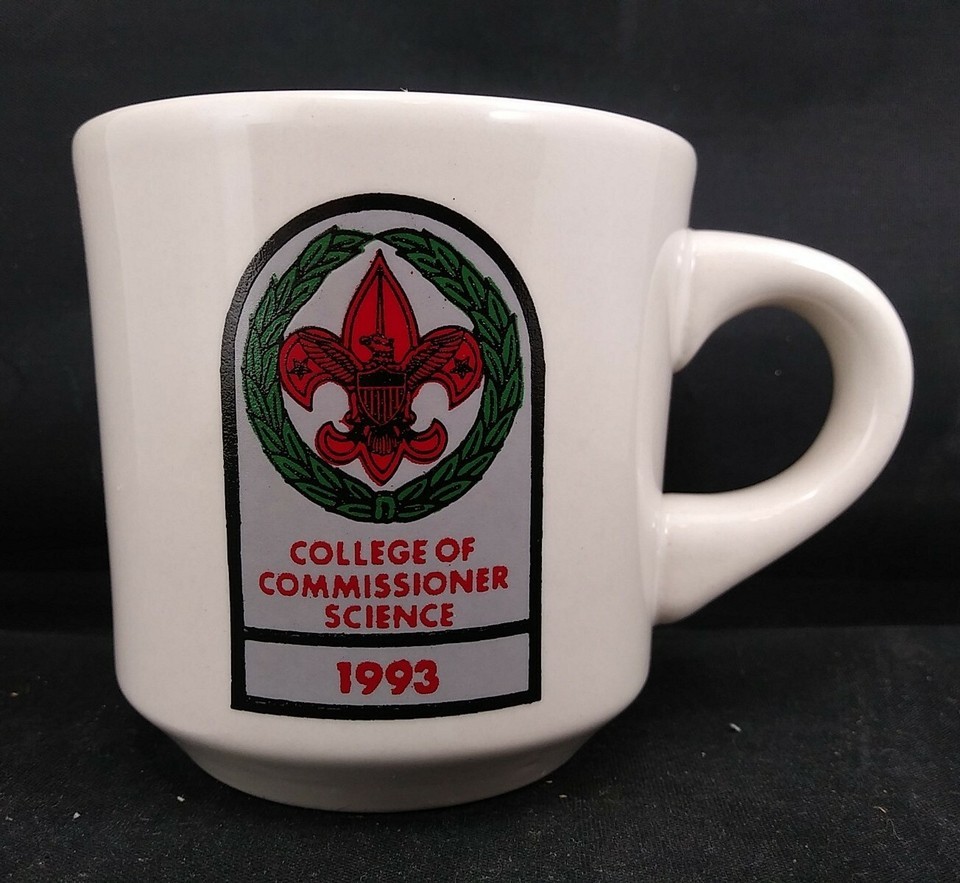 COLLEGE OF
COMMISSIONER
SCIENCE
1993